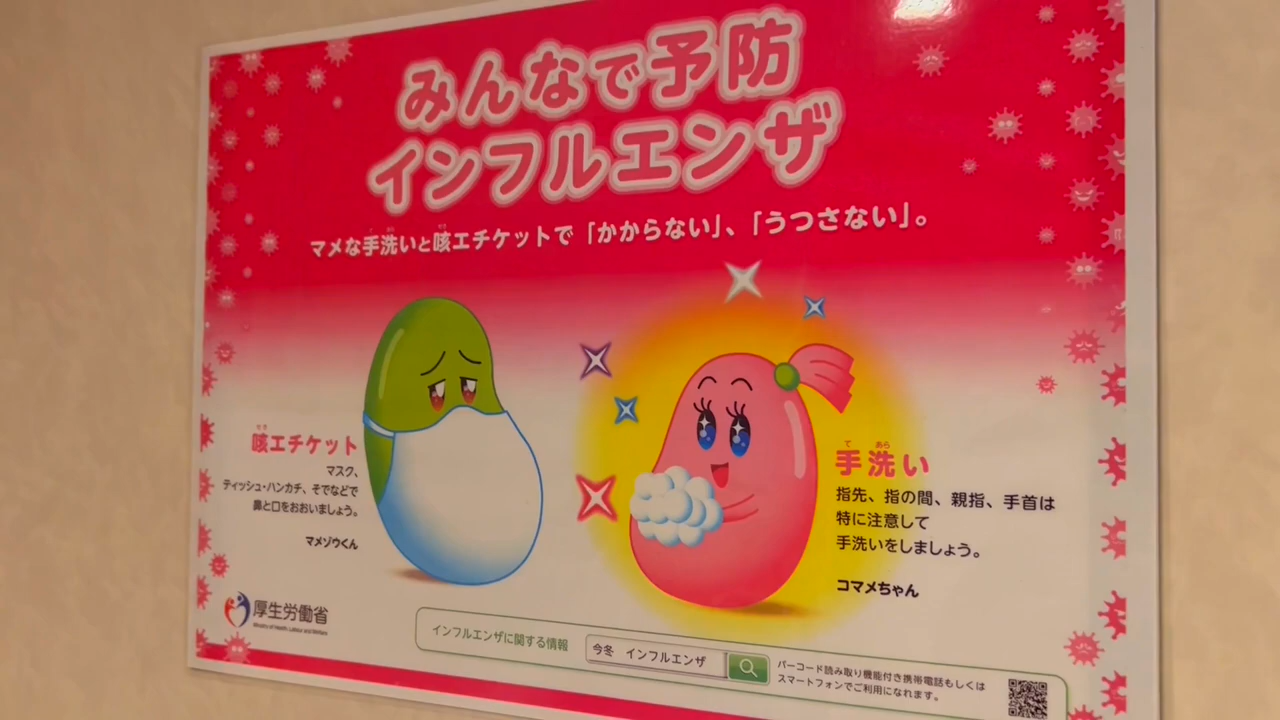 みんなで予防
インフルエンザ
マメな手洗いと咳エチケットで「かからない」、「うつさない」。
咳エチケット
マスク、
ティッシュ・ハンカチ、そでなどで
鼻と口をおおいましょう。
マメゾウくん
手洗い
指先、指の間、親指、手首は
特に注意して
手洗いをしましょう。
コマメちゃん
厚生労働省
Ministry of Health, Labour and Welfare
インフルエンザに関する情報
今冬 インフルエンザ
バーコード読み取り機能付き携帯電話もしくは
スマートフォンでご利用になれます。